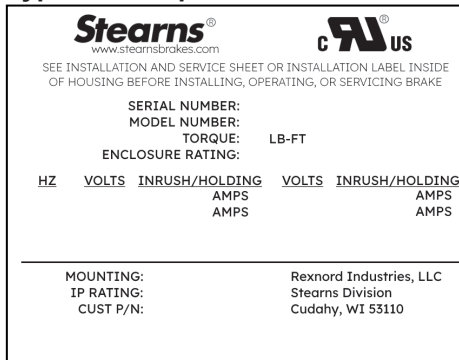 Stearns®
www.stearnsbrakes.com
c RU® US
SEE INSTALLATION AND SERVICE SHEET OR INSTALLATION LABEL INSIDE
OF HOUSING BEFORE INSTALLING, OPERATING, OR SERVICING BRAKE
SERIAL NUMBER:
MODEL NUMBER:
TORQUE: LB-FT
ENCLOSURE RATING:
HZ VOLTS INRUSH/HOLDING VOLTS INRUSH/HOLDING
AMPS AMPS
AMPS AMPS
MOUNTING: Rexnord Industries, LLC
IP RATING: Stearns Division
CUST P/N: Cudahy, WI 53110